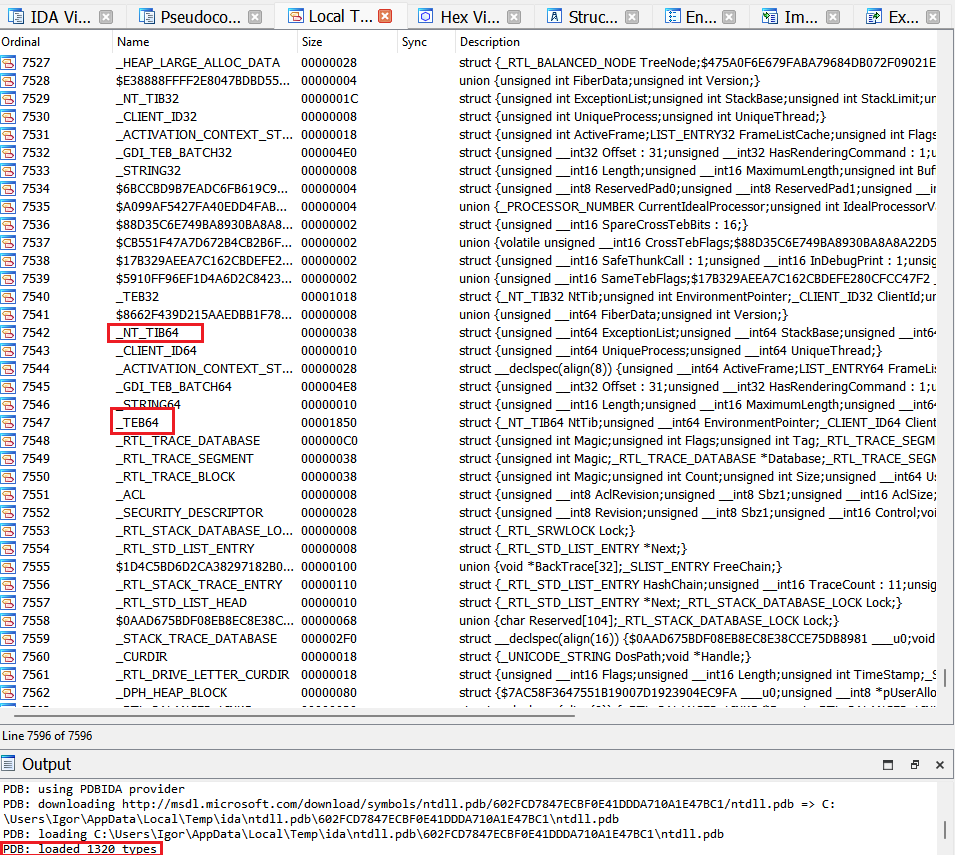 IDA Vi... Pseudoco... Local T... Hex Vi... Struc... En... Im... Ex...
Ordinal Name Size Sync Description
7527 _HEAP_LARGE_ALLOC_DATA 00000028 struct {_RTL_BALANCED_NODE TreeNode;$475A0F6E679FABA79684DB072F09021E
7528 $E38888FFFF2E8047BDBD55... 00000004 union {unsigned int FiberData;unsigned int Version;}
7529 _NT_TIB32 0000001C struct {unsigned int ExceptionList;unsigned int StackBase;unsigned int StackLimit;ur
7530 _CLIENT_ID32 00000008 struct {unsigned int UniqueProcess;unsigned int UniqueThread;}
7531 _ACTIVATION_CONTEXT_ST... 00000018 struct {unsigned int ActiveFrame;LIST_ENTRY32 FrameListCache;unsigned int Flags
7532 _GDI_TEB_BATCH32 000004E0 struct {unsigned __int32 Offset : 31;unsigned __int32 HasRenderingCommand : 1;u
7533 _STRING32 00000008 struct {unsigned __int16 Length;unsigned __int16 MaximumLength;unsigned int Buf
7534 $6BCCBD9B7EADC6FB619C9... 00000004 struct {unsigned __int8 ReservedPad0;unsigned __int8 ReservedPad1;unsigned __ir
7535 $A099AF5427FA40EDD4FAB... 00000004 union {_PROCESSOR_NUMBER CurrentIdealProcessor;unsigned int IdealProcessorV
7536 $88D35C6E749BA8930BA8A8... 00000002 struct {unsigned __int16 SpareCrossTebBits : 16;}
7537 $CB551F47A7D672B4CB2B6F... 00000002 union {volatile unsigned __int16 CrossTebFlags;$88D35C6E749BA8930BA8A8A22D5
7538 $17B329AEEA7C162CBDEFE2... 00000002 struct {unsigned __int16 SafeThunkCall : 1;unsigned __int16 InDebugPrint : 1;unsign
7539 $5910FF96EF1D4A6D2C8423... 00000002 union {unsigned __int16 SameTebFlags;$17B329AEEA7C162CBDEFE280CFCC47F2 _
7540 _TEB32 00001018 struct {_NT_TIB32 NtTib;unsigned int EnvironmentPointer;_CLIENT_ID32 ClientId;un
7541 $8662F439D215AAEDBB1F78... 00000008 union {unsigned __int64 FiberData;unsigned int Version;}
7542 _NT_TIB64 00000038 struct {unsigned __int64 ExceptionList;unsigned __int64 StackBase;unsigned __int64
7543 _CLIENT_ID64 00000010 struct {unsigned __int64 UniqueProcess;unsigned __int64 UniqueThread;}
7544 _ACTIVATION_CONTEXT_ST... 00000028 struct __declspec(align(8)) {unsigned __int64 ActiveFrame;LIST_ENTRY64 FrameLis
7545 _GDI_TEB_BATCH64 000004E8 struct {unsigned __int32 Offset : 31;unsigned __int32 HasRenderingCommand : 1;u
7546 _STRING64 00000010 struct {unsigned __int16 Length;unsigned __int16 MaximumLength;unsigned __int64
7547 _TEB64 00001850 struct {_NT_TIB64 NtTib;unsigned __int64 EnvironmentPointer;_CLIENT_ID64 Client
7548 _RTL_TRACE_DATABASE 000000C0 struct {unsigned int Magic;unsigned int Flags;unsigned int Tag;_RTL_TRACE_SEGM
7549 _RTL_TRACE_SEGMENT 00000038 struct {unsigned int Magic;_RTL_TRACE_DATABASE *Database;_RTL_TRACE_SEGN
7550 _RTL_TRACE_BLOCK 00000038 struct {unsigned int Magic;unsigned int Count;unsigned int Size;unsigned __int64 Us
7551 _ACL 00000008 struct {unsigned __int8 AclRevision;unsigned __int8 Sbz1;unsigned __int16 AclSize;
7552 _SECURITY_DESCRIPTOR 00000028 struct {unsigned __int8 Revision;unsigned __int8 Sbz1;unsigned __int16 Control;voi
7553 _RTL_STACK_DATABASE_LO... 00000008 struct {_RTL_SRWLOCK Lock;}
7554 _RTL_STD_LIST_ENTRY 00000008 struct {_RTL_STD_LIST_ENTRY *Next;}
7555 $1D4C5BD6D2CA38297182B0... 00000100 union {void *BackTrace[32];_SLIST_ENTRY FreeChain;}
7556 _RTL_STACK_TRACE_ENTRY 00000110 struct {_RTL_STD_LIST_ENTRY HashChain;unsigned __int16 TraceCount : 11;unsign
7557 _RTL_STD_LIST_HEAD 00000010 struct {_RTL_STD_LIST_ENTRY *Next;_RTL_STACK_DATABASE_LOCK Lock;}
7558 $0AAD675BDF08EB8EC8E38C... 00000068 union {char Reserved[104];_RTL_STACK_DATABASE_LOCK Lock;}
7559 _STACK_TRACE_DATABASE 000002F0 struct __declspec(align(16)) {$0AAD675BDF08EB8EC8E38CCE75DB8981 ___u0;void
7560 _CURDIR 00000018 struct {_UNICODE_STRING DosPath;void *Handle;}
7561 _RTL_DRIVE_LETTER_CURDIR 00000018 struct {unsigned __int16 Flags;unsigned __int16 Length;unsigned int TimeStamp;_S
7562 _DPH_HEAP_BLOCK 00000080 struct {$7AC58F3647551B19007D1923904EC9FA ___u0;unsigned __int8 *pUserAllo
Line 7596 of 7596
Output
PDB: using PDBIDA provider
PDB: downloading http://msdl.microsoft.com/download/symbols/ntdll.pdb/602FCD7847ECBF0E41DDDA710A1E47BC1/ntdll.pdb => C:
\Users\Igor\AppData\Local\Temp\ida\ntdll.pdb\602FCD7847ECBF0E41DDDA710A1E47BC1\ntdll.pdb
PDB: loading C:\Users\Igor\AppData\Local\Temp\ida\ntdll.pdb\602FCD7847ECBF0E41DDDA710A1E47BC1\ntdll.pdb
PDB: loaded 1320 types